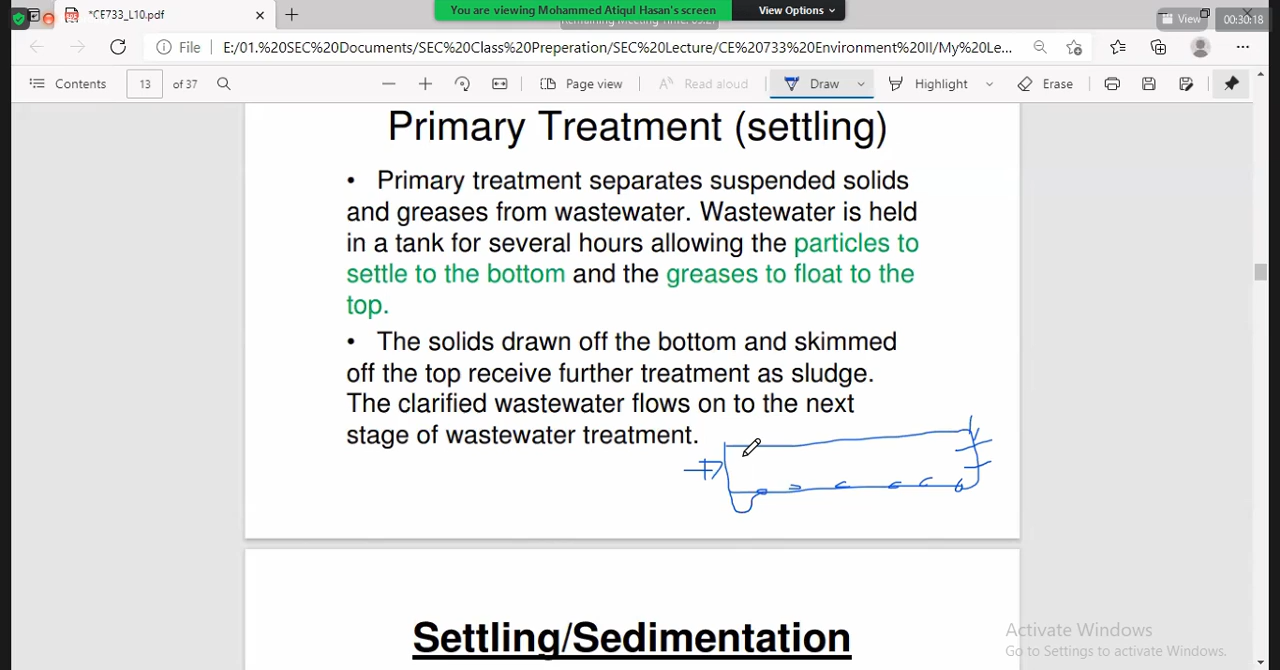 *CE733_L10.pdf
You are viewing Mohammed Atiqul Hasan's screen
View Options
View
00:30:18
File
E:/01.%20SEC%20Documents/SEC%20Class%20Preperation/SEC%20Lecture/CE%20733%20Environment%20II/My%20Le...
Contents
13
of 37
Page view
Read aloud
Draw
Highlight
Erase
Primary Treatment (settling)
• Primary treatment separates suspended solids
and greases from wastewater. Wastewater is held
in a tank for several hours allowing the particles to
settle to the bottom and the greases to float to the
top.
• The solids drawn off the bottom and skimmed
off the top receive further treatment as sludge.
The clarified wastewater flows on to the next
stage of wastewater treatment.
Settling/Sedimentation
Activate Windows
Go to Settings to activate Windows.